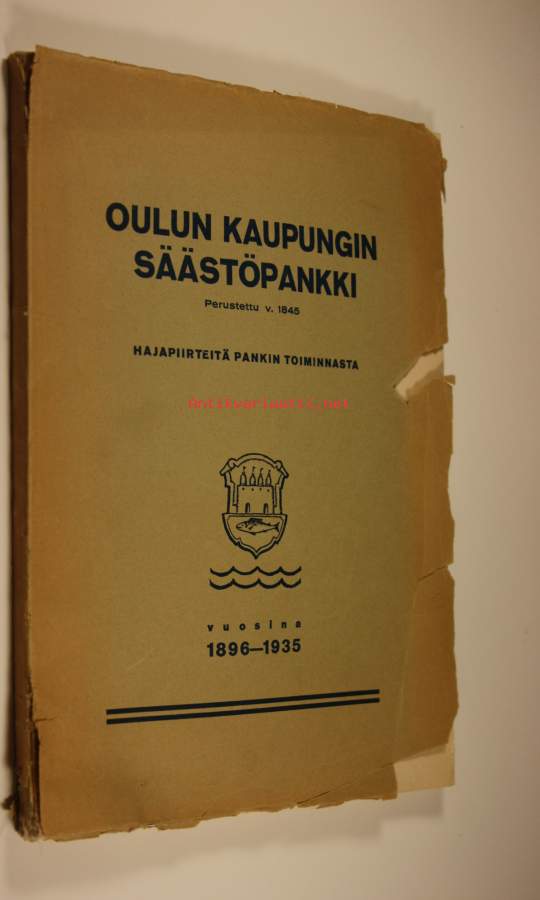 OULUN KAUPUNGIN
SÄÄSTÖPANKKI
Perustettu v. 1845
HAJAPIIRTEITÄ PANKIN TOIMINNASTA
Antikvariaatti.net
vuosina
1896—1935